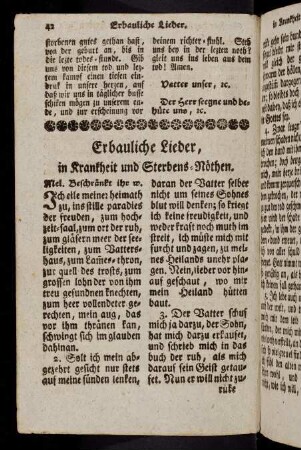 42 Erbauliche Lieder,
storbenen gutes gethan hast,
von der geburt an, bis in
die letzte todes-stunde. Gib
uns von diesem tod und letz-
tem kampf einen tiefen ein-
druck in unser herzen, auf
daß wir uns in täglicher busse
schiken mögen zu unserem en-
de, und zur erscheinung vor
deinem richter-stuhl. Steh
uns bey in der letzten noth!
gleit uns ins leben aus dem
tod! Amen.
Vatter unser, ꝛc.
Der Herr seegne und be-
hüte uns, ꝛc.
Erbauliche Lieder,
in Krankheit und Sterbens-Nöthen.
Mel. Beschränkt ihr w.
Ich eile meiner heimath
zu, ins stille paradies
der freuden, zum hoch-
zeit-saal, zum ort der ruh,
zum gläsern meer der se-
ligkeiten, zum Vatters-
haus, zum Lammes-thron,
zur quell des trosts, zum
grossen lohn der von ihm
treu gesundnen knechten,
zum heer vollendeter ge-
rechten, mein aug, das
vor ihm thränen kan,
schwingt sich im glauben
dahinan.
2. Solt ich mein ab-
gezehrt gesicht nur stets
auf meine sünden lenken,
daran der Vatter selber
nicht um seines Sohnes
blut will denken; so kriegt
ich keine freudigkeit, und
weder kraft noch muth im
streit, ich müßte mich mit
furcht und zagen, zu mei-
nes Heilands unehr pla-
gen. Nein, lieder vor hin-
auf geschaut, wo mir
mein Heiland hütten
baut.
3. Der Vatter schuf
mich ja darzu, der Sohn,
hat mich darzu erkaufet,
und schrieb mich in das
buch der ruh, als mich
darauf sein Geist getau-
fet. Nun er will nicht zu-
rüke